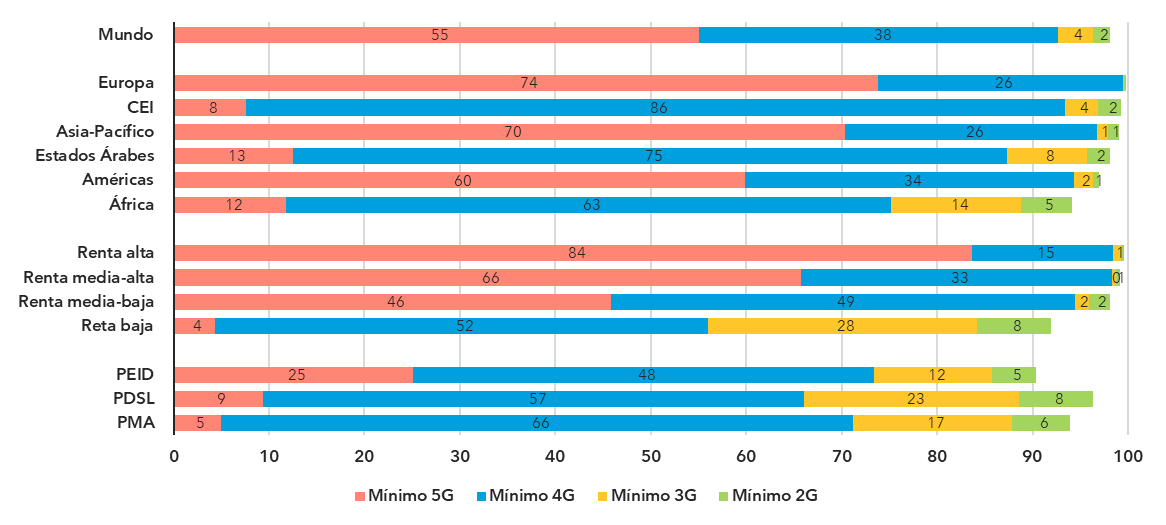 Mundo 55 38 4 2
Europa 74 26
CEI 8 86 4 2
Asia-Pacífico 70 26 1 1
Estados Árabes 13 75 8 2
Américas 60 34 2 1
África 12 63 14 5
Renta alta 84 15 1
Renta media-alta 66 33 0 1
Renta media-baja 46 49 2 2
Reta baja 4 52 28 8
PEID 25 48 12 5
PDSL 9 57 23 8
PMA 5 66 17 6
0 10 20 30 40 50 60 70 80 90 100
Mínimo 5G Mínimo 4G Mínimo 3G Mínimo 2G